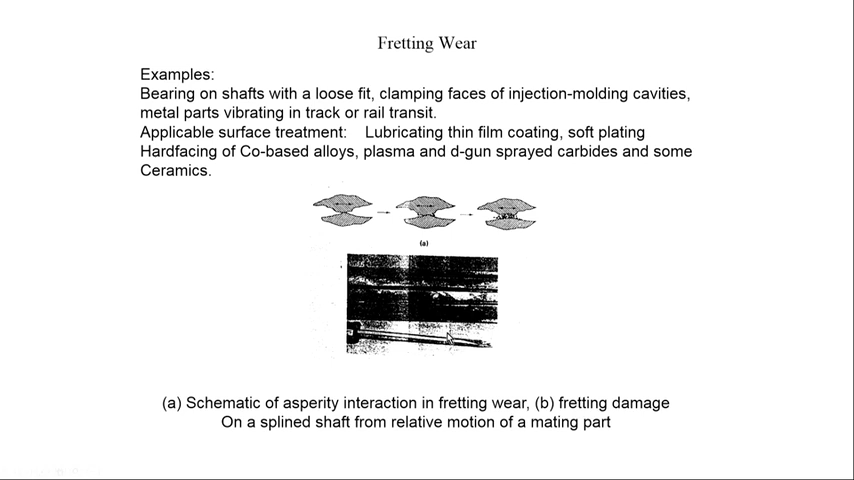 Fretting Wear
Examples:
Bearing on shafts with a loose fit, clamping faces of injection-molding cavities,
metal parts vibrating in track or rail transit.
Applicable surface treatment: Lubricating thin film coating, soft plating
Hardfacing of Co-based alloys, plasma and d-gun sprayed carbides and some
Ceramics.
(a)
(a) Schematic of asperity interaction in fretting wear, (b) fretting damage
On a splined shaft from relative motion of a mating part